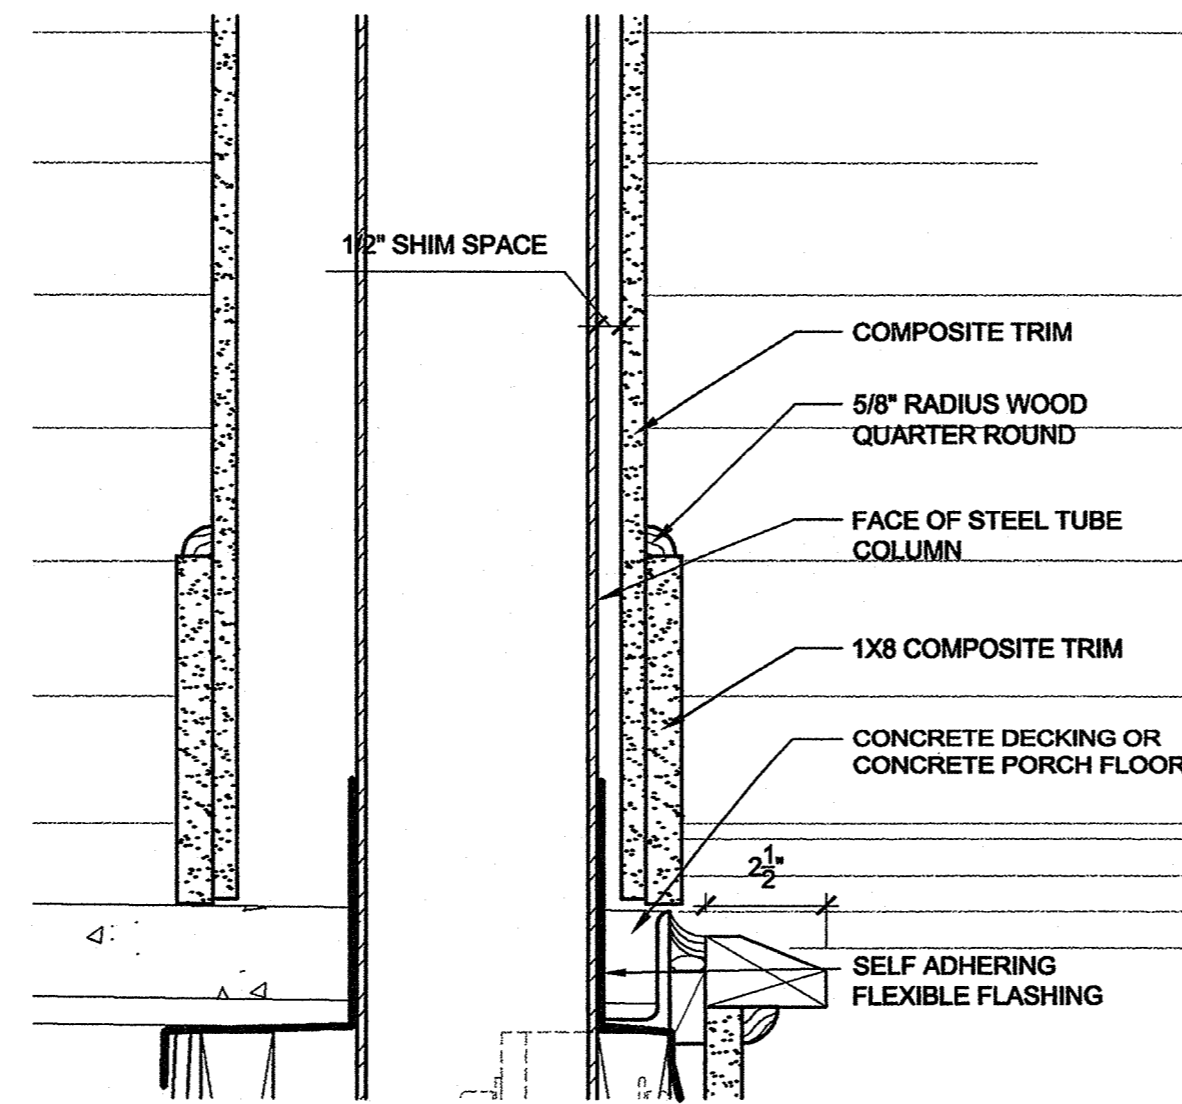 1/2" SHIM SPACE
COMPOSITE TRIM
5/8" RADIUS WOOD
QUARTER ROUND
FACE OF STEEL TUBE
COLUMN
1X8 COMPOSITE TRIM
CONCRETE DECKING OR
CONCRETE PORCH FLOOR
2 1/2"
SELF ADHERING
FLEXIBLE FLASHING